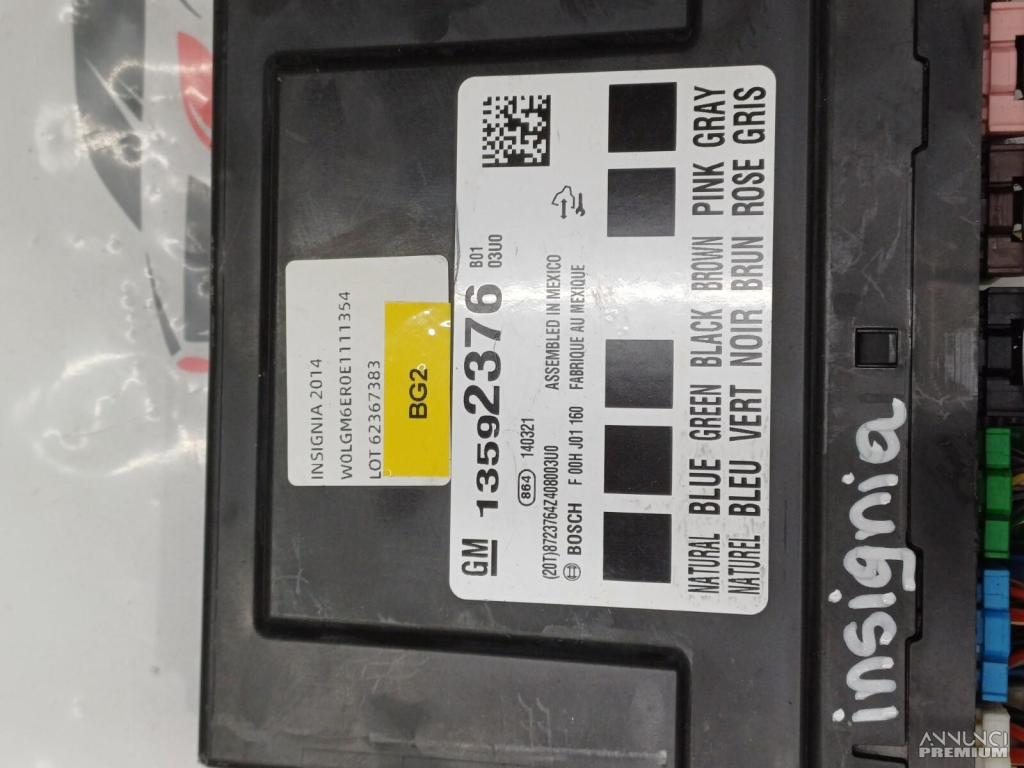 INSIGNIA 2014
W0LGM6ER0E1111354
LOT 62367383
BG2
GM 13592376 B01
03U0
864 140321
(20T)8723764Z40803U0
ASSEMBLED IN MEXICO
BOSCH F 00H J01 160 FABRIQUE AU MEXIQUE
NATURAL BLUE GREEN BLACK BROWN PINK GRAY
NATUREL BLEU VERT NOIR BRUN ROSE GRIS
insignia
ANNUNCI
PREMIUM